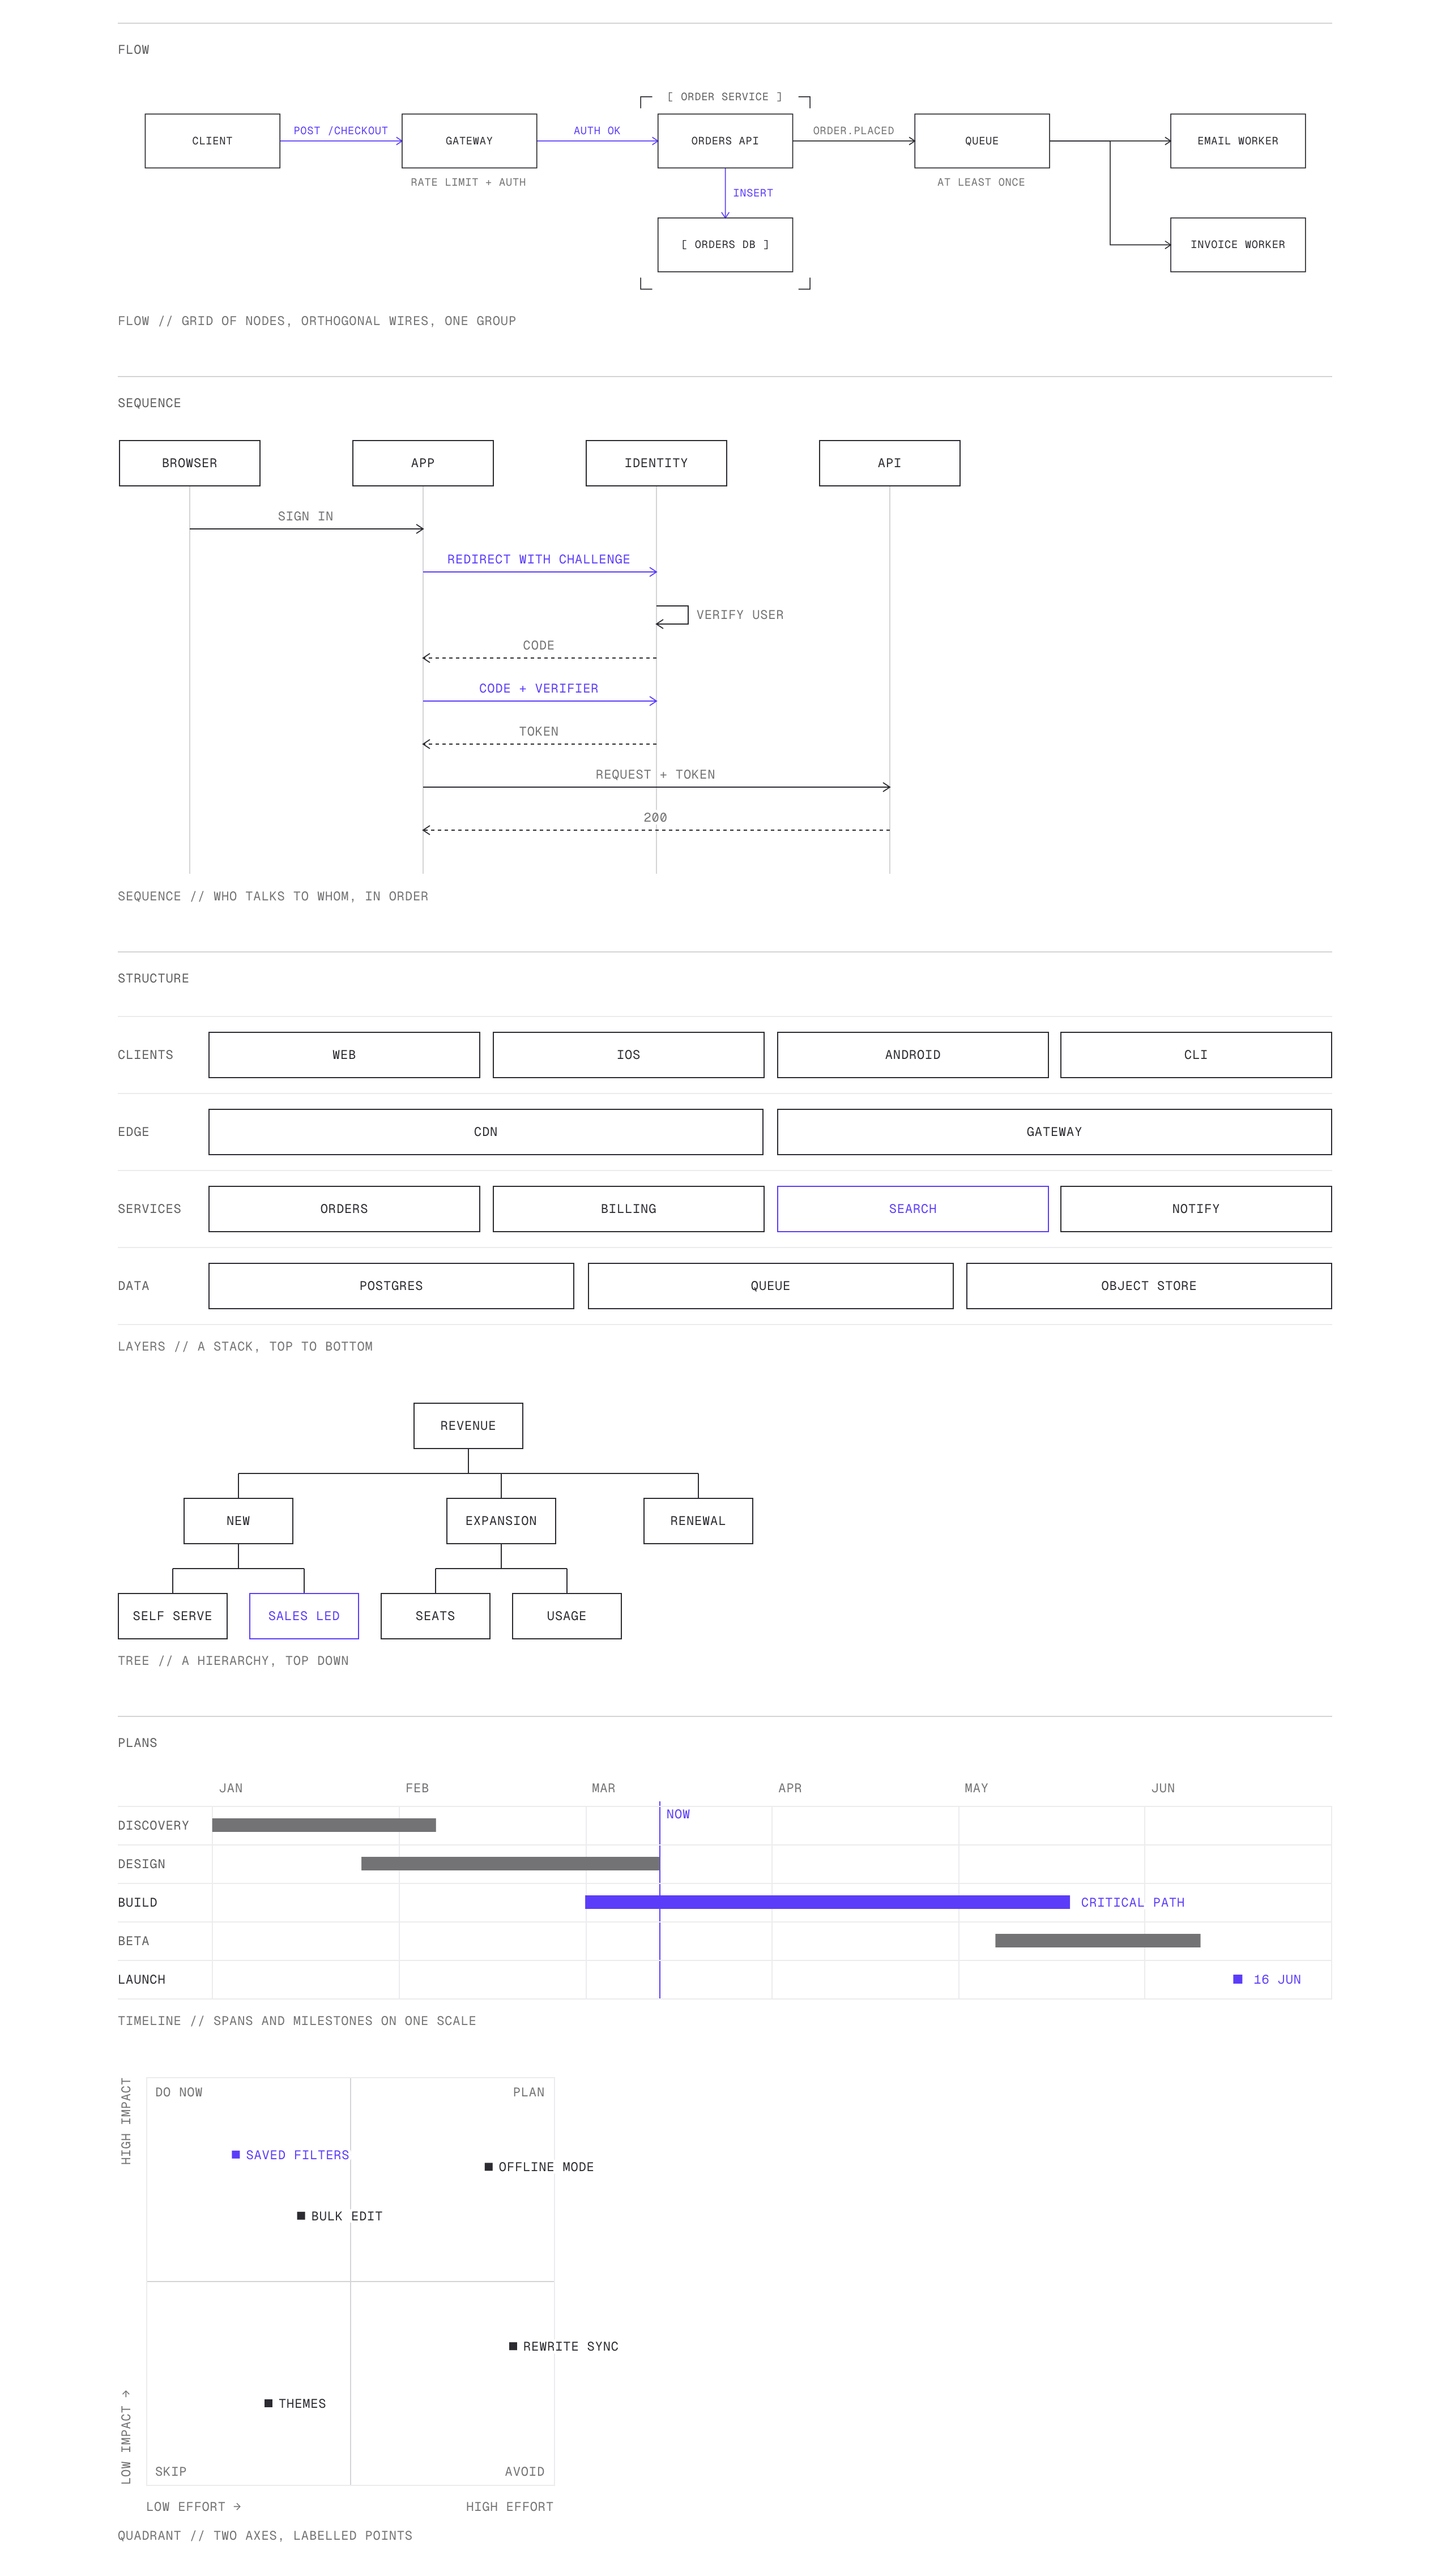 FLOW
[ ORDER SERVICE ]
CLIENT
POST /CHECKOUT
GATEWAY
AUTH OK
ORDERS API
ORDER.PLACED
QUEUE
EMAIL WORKER
RATE LIMIT + AUTH
AT LEAST ONCE
INSERT
[ ORDERS DB ]
INVOICE WORKER
FLOW // GRID OF NODES, ORTHOGONAL WIRES, ONE GROUP
SEQUENCE
BROWSER
APP
IDENTITY
API
SIGN IN
REDIRECT WITH CHALLENGE
VERIFY USER
CODE
CODE + VERIFIER
TOKEN
REQUEST + TOKEN
200
SEQUENCE // WHO TALKS TO WHOM, IN ORDER
STRUCTURE
CLIENTS
WEB
IOS
ANDROID
CLI
EDGE
CDN
GATEWAY
SERVICES
ORDERS
BILLING
SEARCH
NOTIFY
DATA
POSTGRES
QUEUE
OBJECT STORE
LAYERS // A STACK, TOP TO BOTTOM
REVENUE
NEW
EXPANSION
RENEWAL
SELF SERVE
SALES LED
SEATS
USAGE
TREE // A HIERARCHY, TOP DOWN
PLANS
JAN
FEB
MAR
APR
MAY
JUN
NOW
DISCOVERY
DESIGN
BUILD
CRITICAL PATH
BETA
LAUNCH
16 JUN
TIMELINE // SPANS AND MILESTONES ON ONE SCALE
HIGH IMPACT
DO NOW
PLAN
SAVED FILTERS
OFFLINE MODE
BULK EDIT
REWRITE SYNC
THEMES
LOW IMPACT →
SKIP
AVOID
LOW EFFORT →
HIGH EFFORT
QUADRANT // TWO AXES, LABELLED POINTS